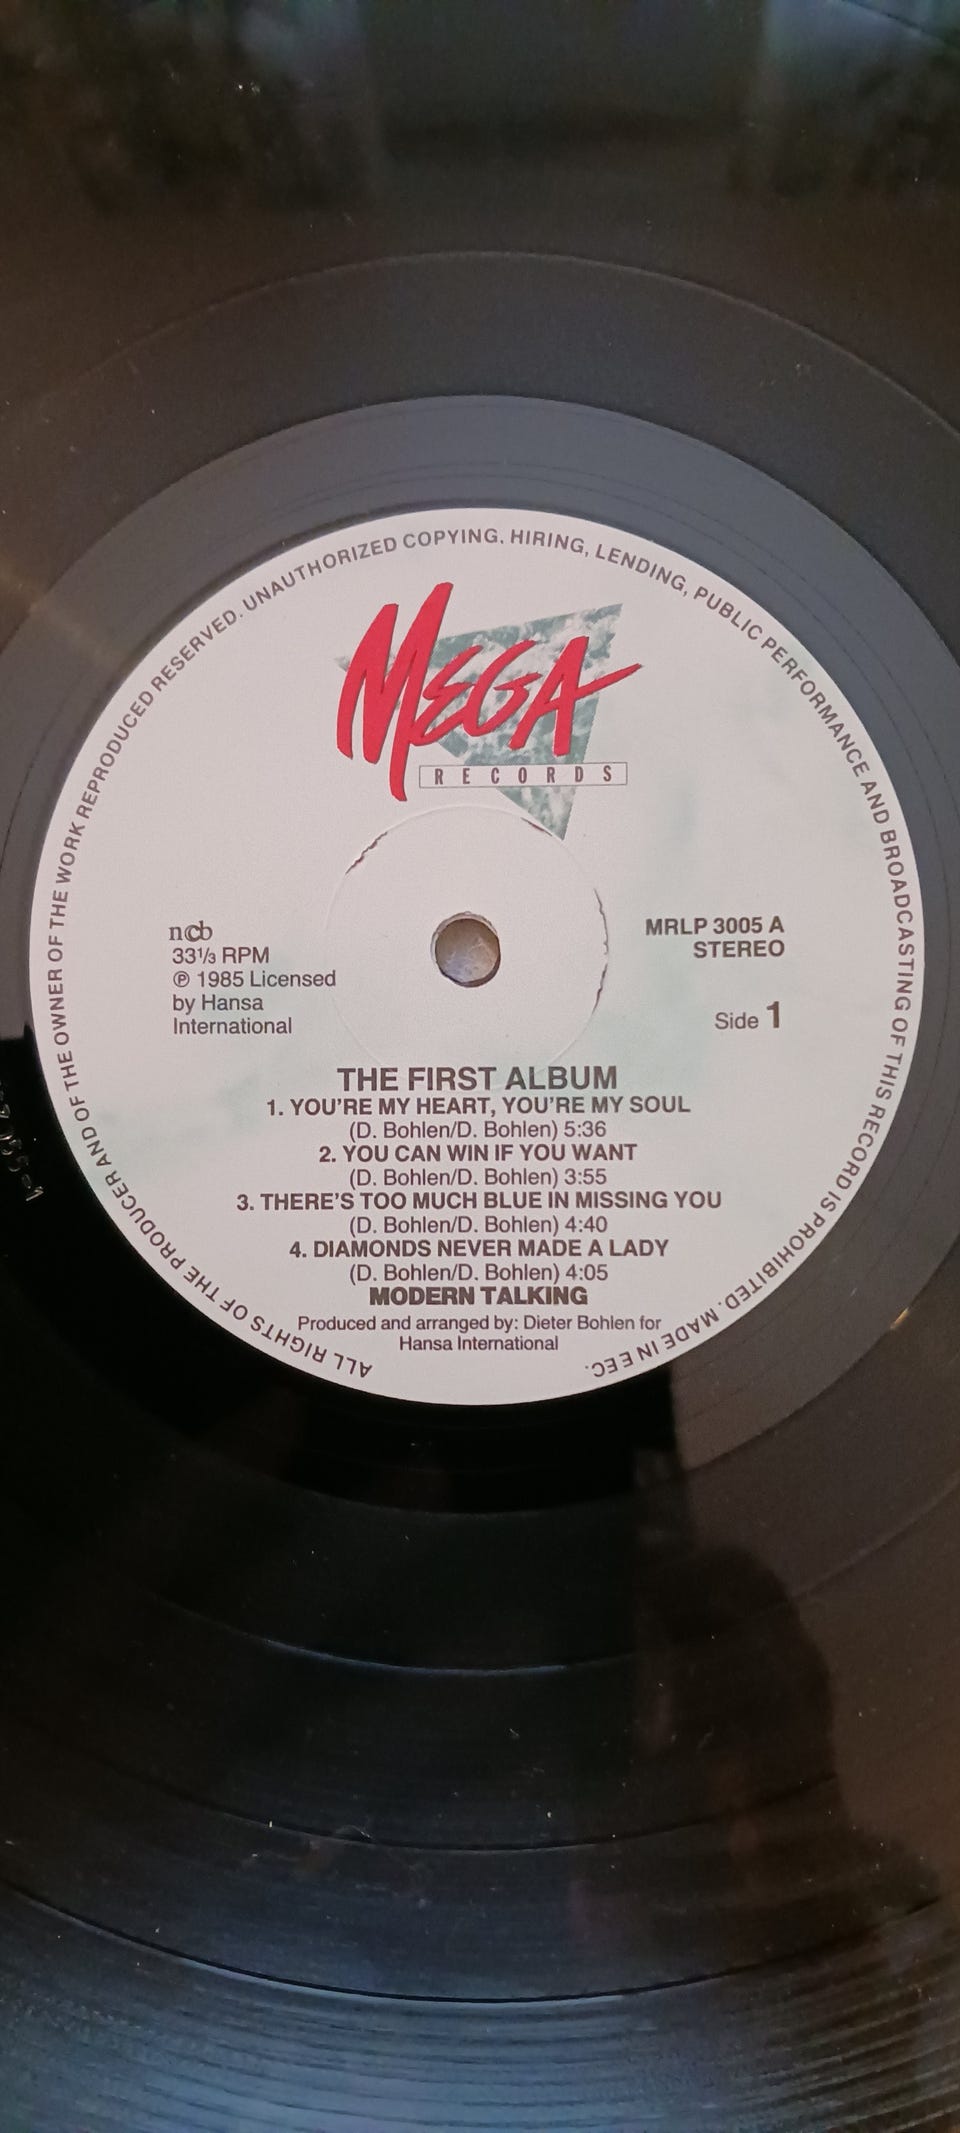 ALL RIGHTS OF THE PRODUCER AND OF THE OWNER OF THE WORK REPRODUCED RESERVED. UNAUTHORIZED COPYING, HIRING, LENDING, PUBLIC PERFORMANCE AND BROADCASTING OF THIS RECORD IS PROHIBITED. MADE IN EEC.
MEGA
RECORDS
ncb
33⅓ RPM
℗ 1985 Licensed
by Hansa
International
MRLP 3005 A
STEREO
Side 1
THE FIRST ALBUM
1. YOU'RE MY HEART, YOU'RE MY SOUL
(D. Bohlen/D. Bohlen) 5:36
2. YOU CAN WIN IF YOU WANT
(D. Bohlen/D. Bohlen) 3:55
3. THERE'S TOO MUCH BLUE IN MISSING YOU
(D. Bohlen/D. Bohlen) 4:40
4. DIAMONDS NEVER MADE A LADY
(D. Bohlen/D. Bohlen) 4:05
MODERN TALKING
Produced and arranged by: Dieter Bohlen for
Hansa International